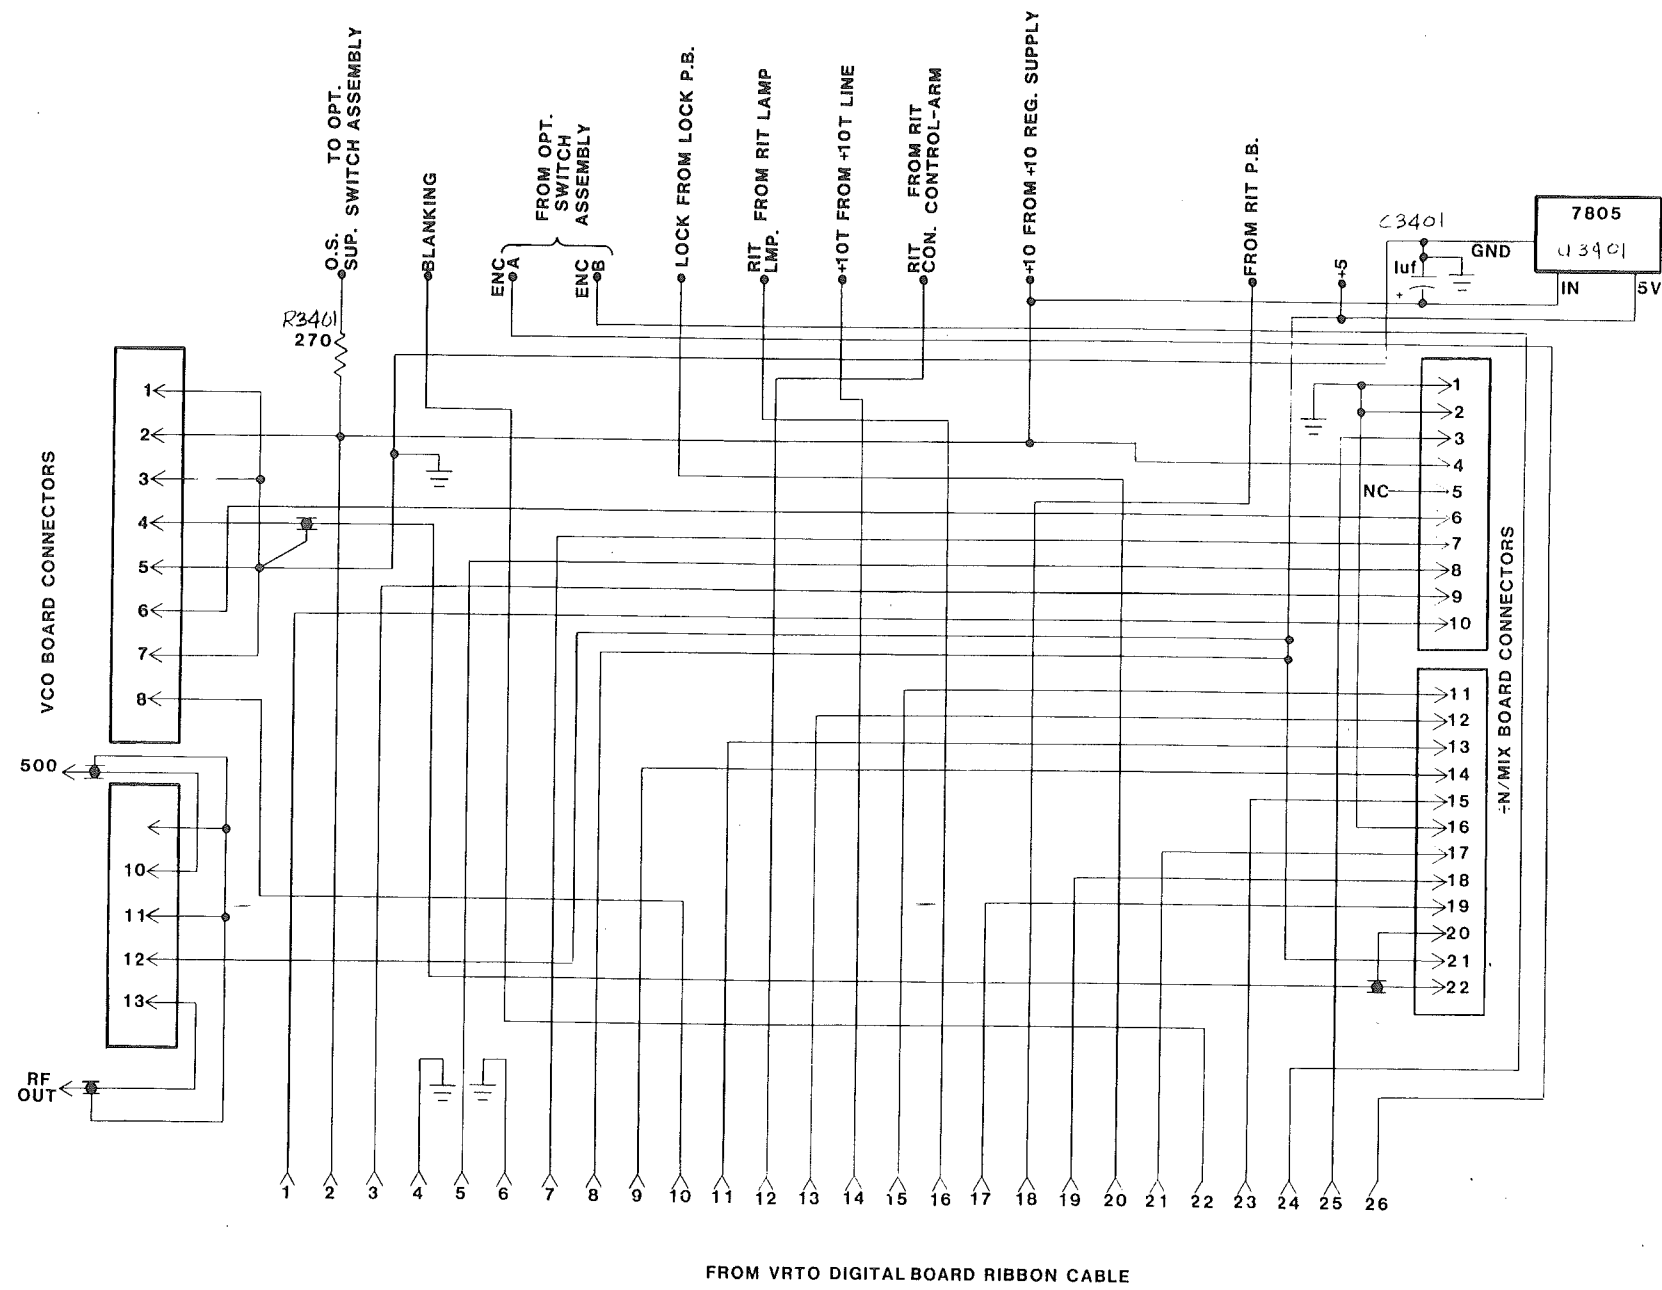 TO OPT.
O.S. SUP. SWITCH ASSEMBLY
BLANKING
ENC A
FROM OPT.
SWITCH
ASSEMBLY
ENC B
LOCK FROM LOCK P.B.
RIT LMP. FROM RIT LAMP
+10T FROM +10T LINE
RIT CON. FROM RIT CONTROL-ARM
+10 FROM +10 REG. SUPPLY
FROM RIT P.B.
+5
C3401
1uf
+
GND
7805
U3401
IN
5V
R3401
270
VCO BOARD CONNECTORS
1
2
3
4
5
6
7
8
500
10
11
12
13
RF
OUT
1
2
3
4
NC
5
6
7
8
9
10
11
12
13
14
15
16
17
18
19
20
21
22
÷N/MIX BOARD CONNECTORS
1 2 3 4 5 6 7 8 9 10 11 12 13 14 15 16 17 18 19 20 21 22 23 24 25 26
FROM VRTO DIGITAL BOARD RIBBON CABLE